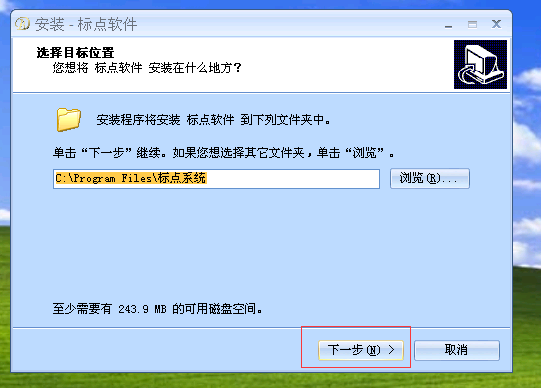 安装 - 标点软件
选择目标位置
您想将 标点软件 安装在什么地方？
安装程序将安装 标点软件 到下列文件夹中。
单击“下一步”继续。如果您想选择其它文件夹，单击“浏览”。
C:\Program Files\标点系统
浏览(R)...
至少需要有 243.9 MB 的可用磁盘空间。
下一步(N) >
取消